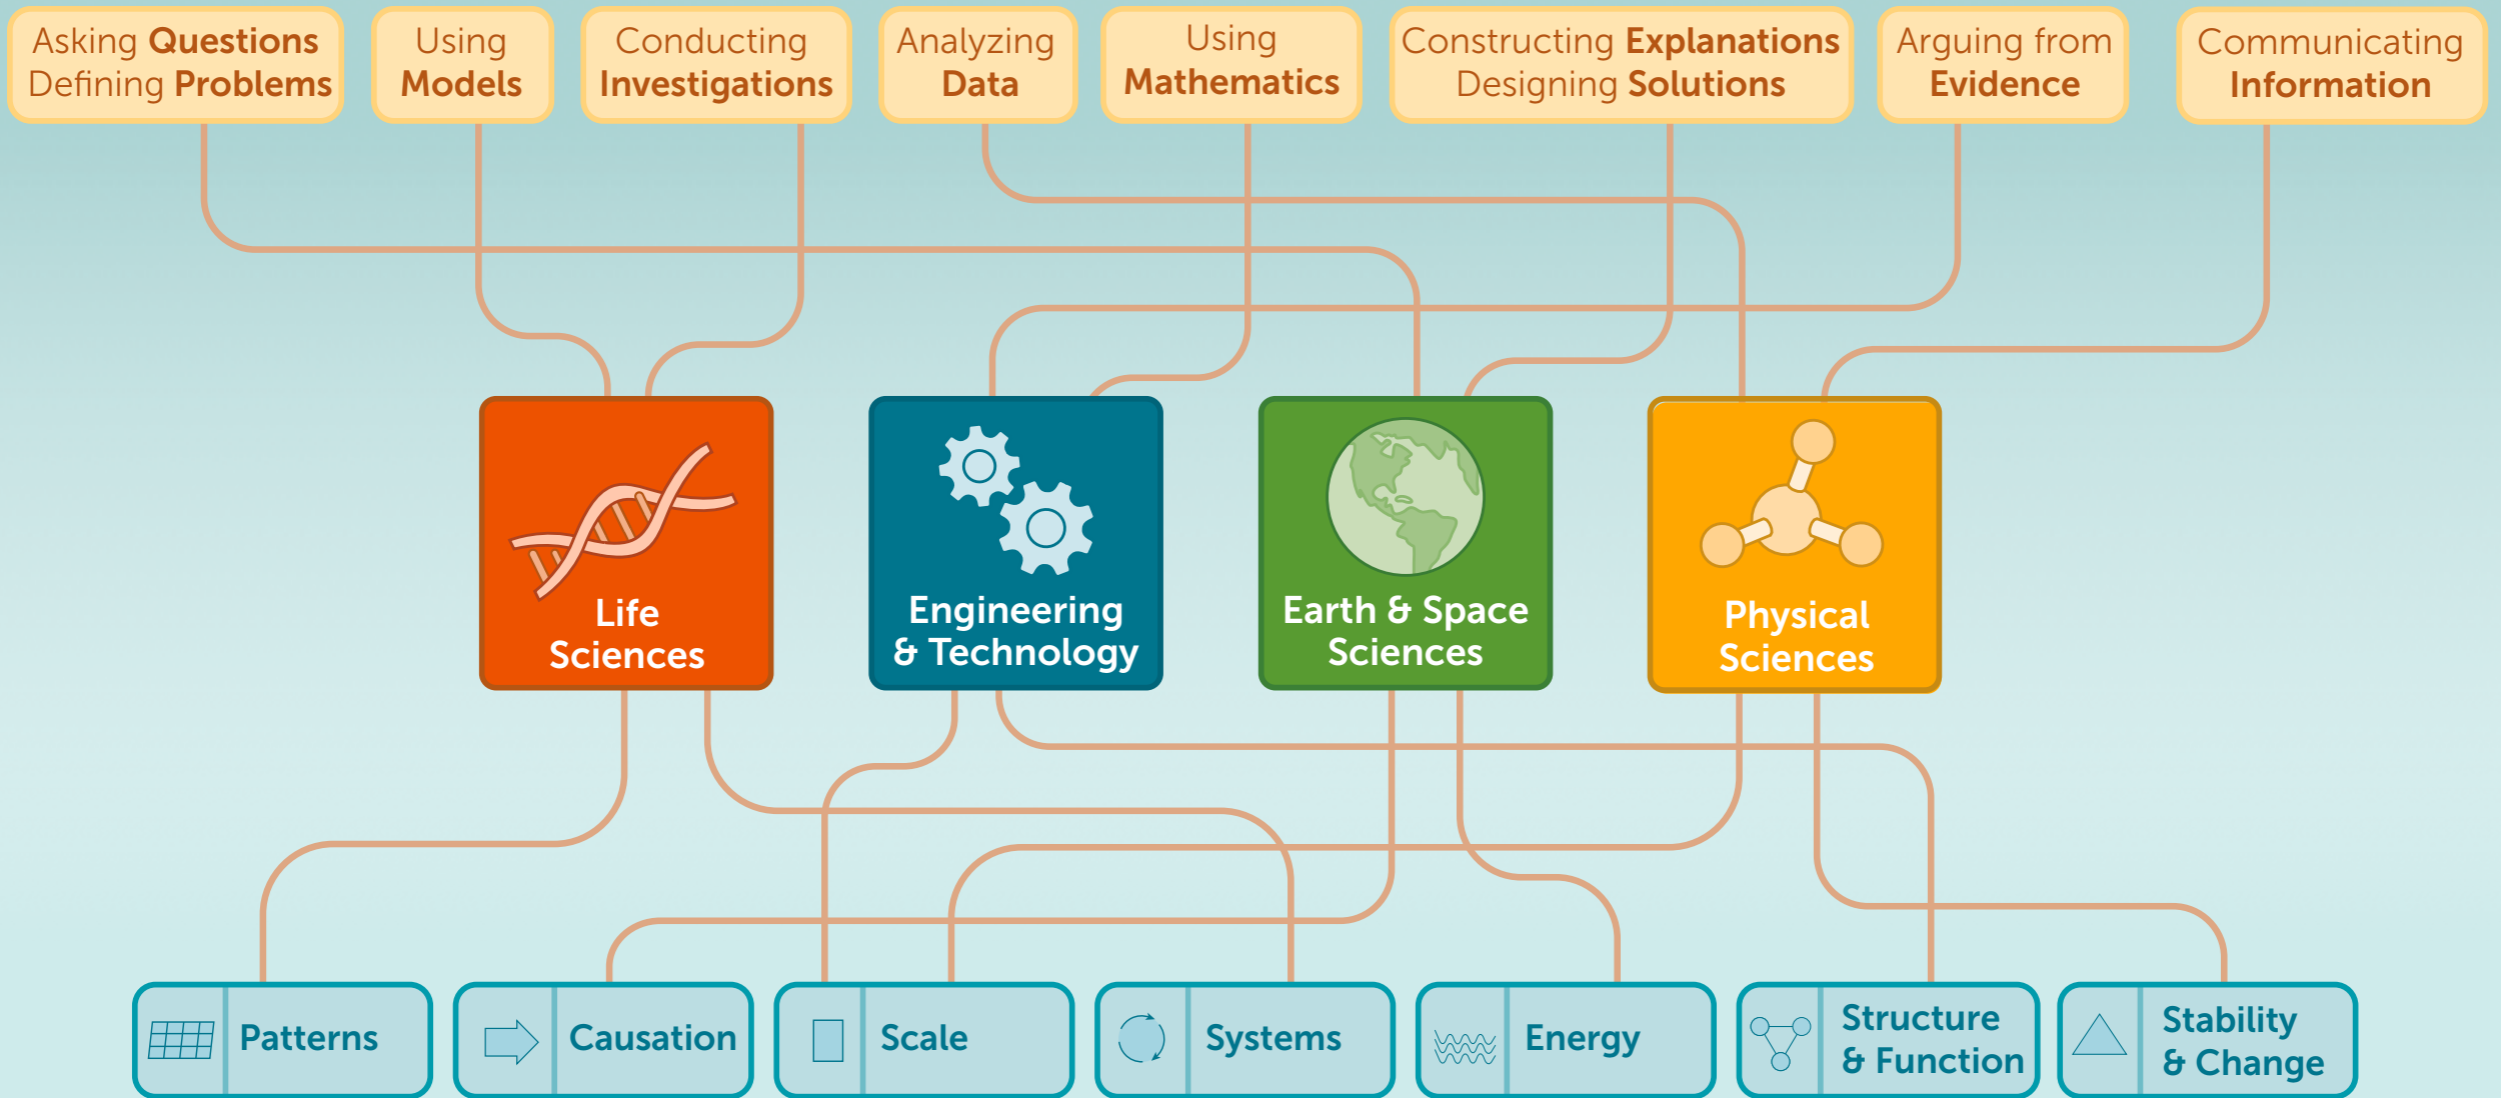 Asking Questions
Defining Problems
Using
Models
Conducting
Investigations
Analyzing
Data
Using
Mathematics
Constructing Explanations
Designing Solutions
Arguing from
Evidence
Communicating
Information
Life
Sciences
Engineering
& Technology
Earth & Space
Sciences
Physical
Sciences
Patterns
Causation
Scale
Systems
Energy
Structure
& Function
Stability
& Change